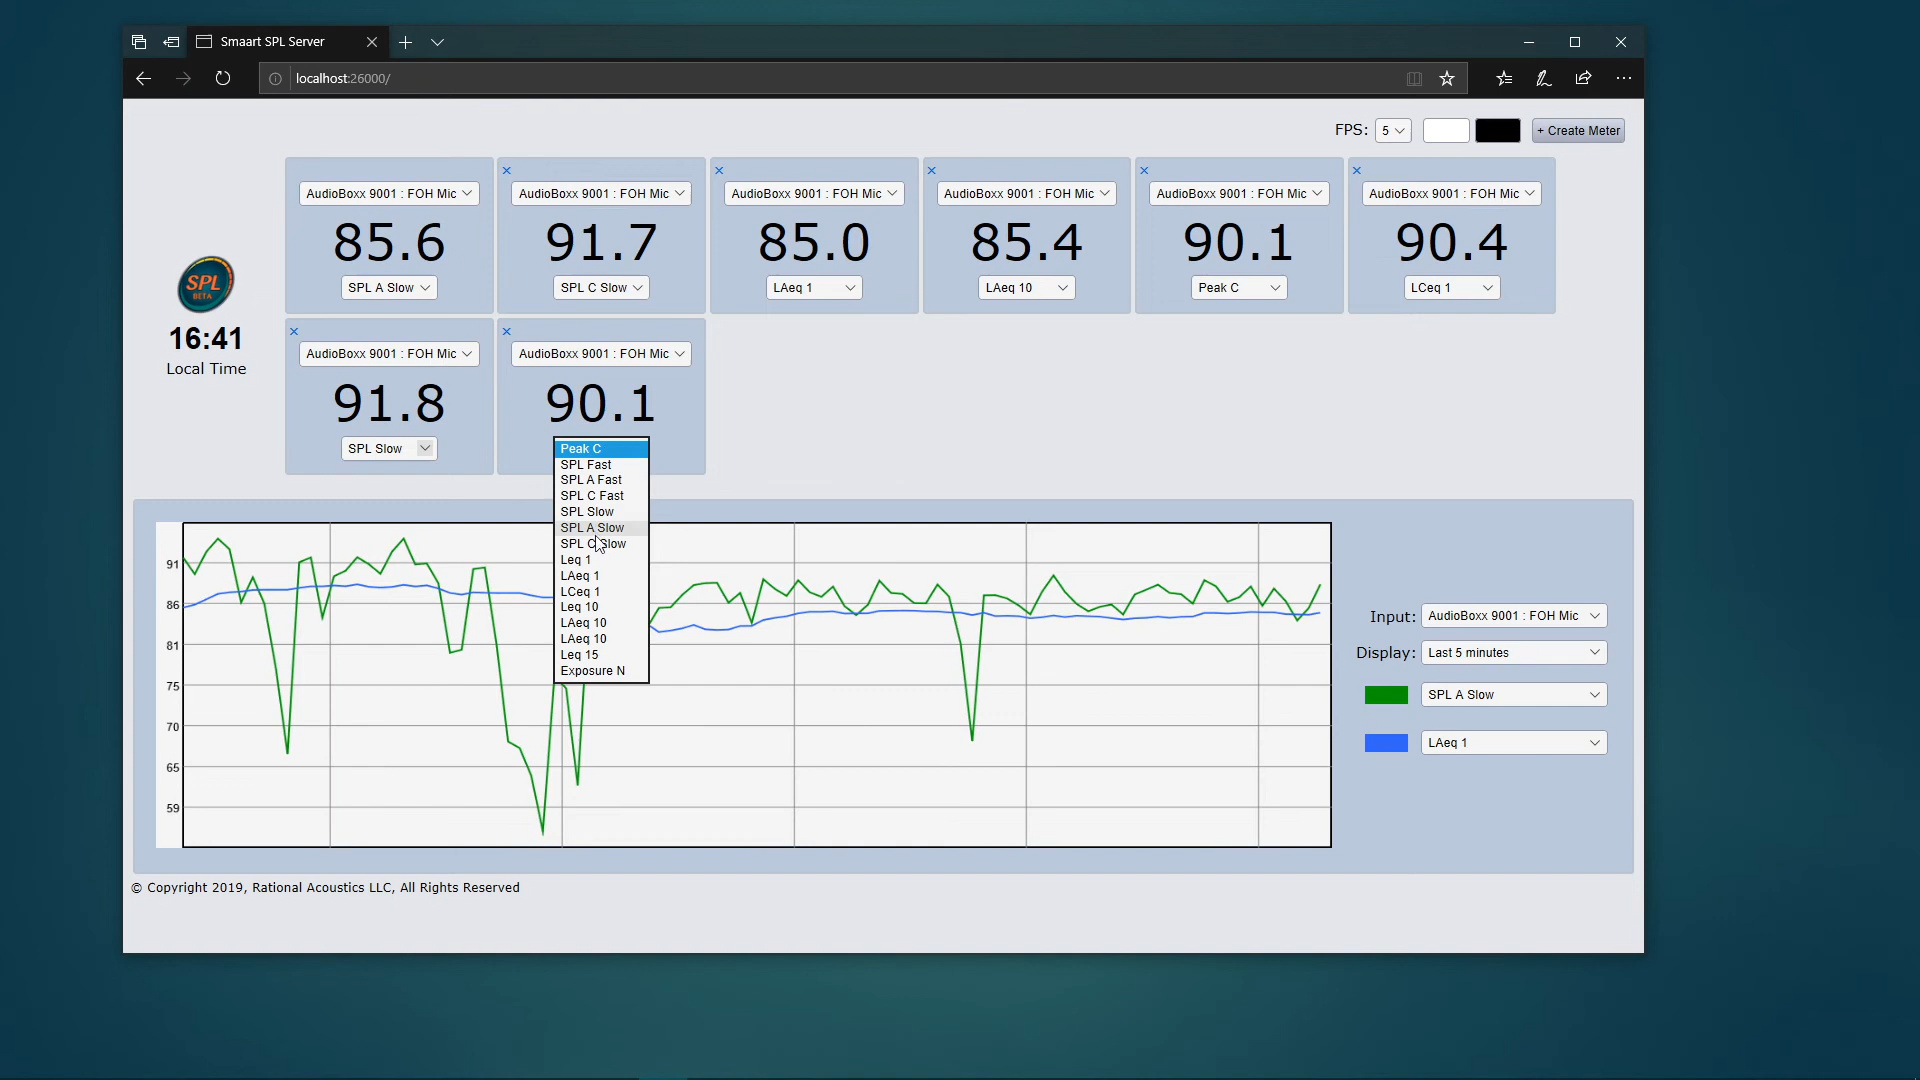 Smaart SPL Server
localhost:26000/
FPS: 5
+ Create Meter
AudioBoxx 9001 : FOH Mic
85.6
SPL A Slow
AudioBoxx 9001 : FOH Mic
91.7
SPL C Slow
AudioBoxx 9001 : FOH Mic
85.0
LAeq 1
AudioBoxx 9001 : FOH Mic
85.4
LAeq 10
AudioBoxx 9001 : FOH Mic
90.1
Peak C
AudioBoxx 9001 : FOH Mic
90.4
LCeq 1
SPL
BETA
16:41
Local Time
AudioBoxx 9001 : FOH Mic
91.8
SPL Slow
AudioBoxx 9001 : FOH Mic
90.1
Peak C
SPL Fast
SPL A Fast
SPL C Fast
SPL Slow
SPL A Slow
SPL C Slow
Leq 1
LAeq 1
LCeq 1
Leq 10
LAeq 10
LAeq 10
Leq 15
Exposure N
91
86
81
75
70
65
59
Input: AudioBoxx 9001 : FOH Mic
Display: Last 5 minutes
SPL A Slow
LAeq 1
© Copyright 2019, Rational Acoustics LLC, All Rights Reserved